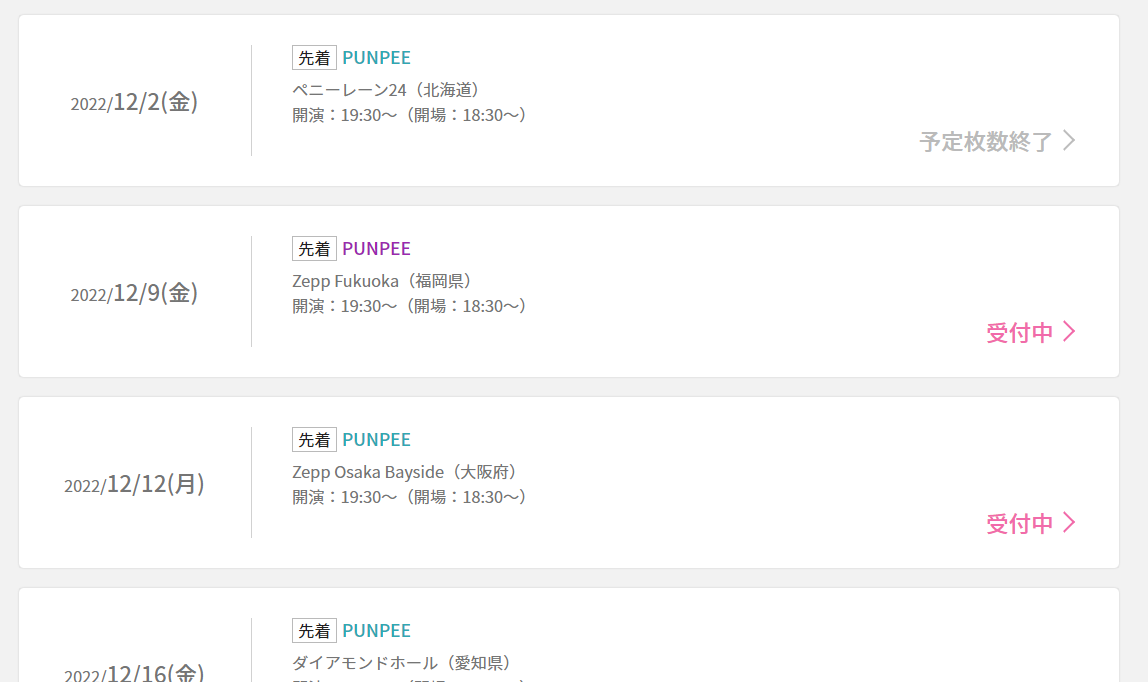 先着 PUNPEE
2022/12/2(金)
ペニーレーン24（北海道）
開演：19:30～（開場：18:30～）
予定枚数終了
先着 PUNPEE
2022/12/9(金)
Zepp Fukuoka（福岡県）
開演：19:30～（開場：18:30～）
受付中
先着 PUNPEE
2022/12/12(月)
Zepp Osaka Bayside（大阪府）
開演：19:30～（開場：18:30～）
受付中
先着 PUNPEE
2022/12/16(金)
ダイアモンドホール（愛知県）